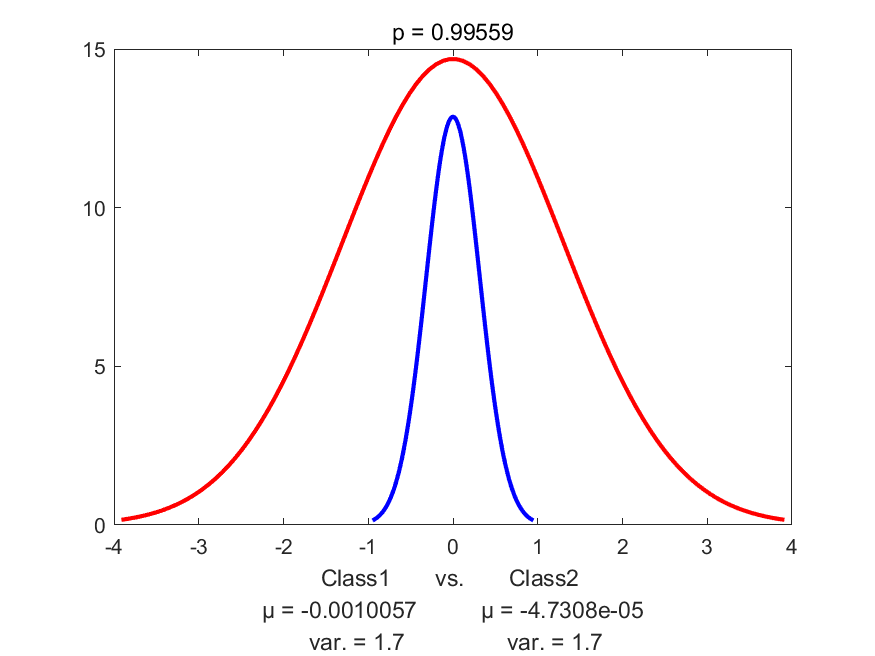 p = 0.99559
15
10
5
0
-4 -3 -2 -1 0 1 2 3 4
Class1 vs. Class2
μ = -0.0010057 μ = -4.7308e-05
var. = 1.7 var. = 1.7